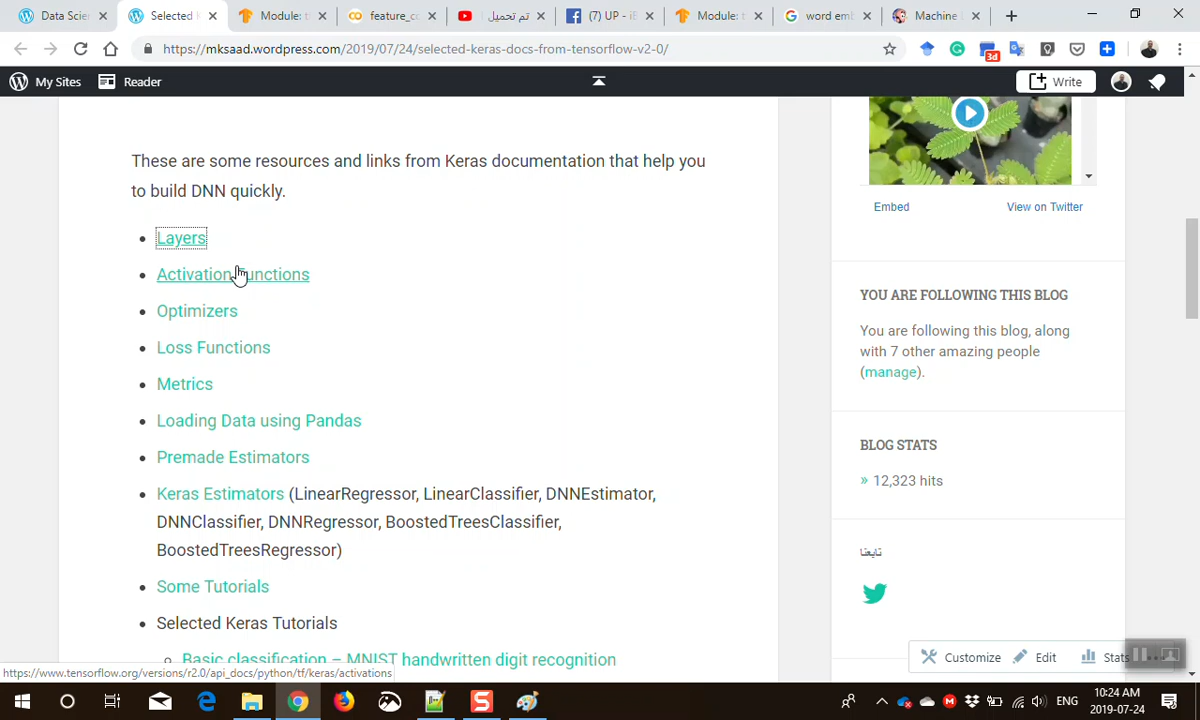 Data Scie
Selected K
Module: t
feature_cc
تم تحميل
(7) UP - iE
Module: t
word emb
Machine
https://mksaad.wordpress.com/2019/07/24/selected-keras-docs-from-tensorflow-v2-0/
3d
My Sites
Reader
Write
These are some resources and links from Keras documentation that help you
to build DNN quickly.
Layers
Activation Functions
Optimizers
Loss Functions
Metrics
Loading Data using Pandas
Premade Estimators
Keras Estimators (LinearRegressor, LinearClassifier, DNNEstimator,
DNNClassifier, DNNRegressor, BoostedTreesClassifier,
BoostedTreesRegressor)
Some Tutorials
Selected Keras Tutorials
Basic classification – MNIST handwritten digit recognition
Embed
View on Twitter
YOU ARE FOLLOWING THIS BLOG
You are following this blog, along
with 7 other amazing people
(manage).
BLOG STATS
» 12,323 hits
تابعنا
Customize
Edit
Stats
https://www.tensorflow.org/versions/r2.0/api_docs/python/tf/keras/activations
ENG
10:24 AM
2019-07-24